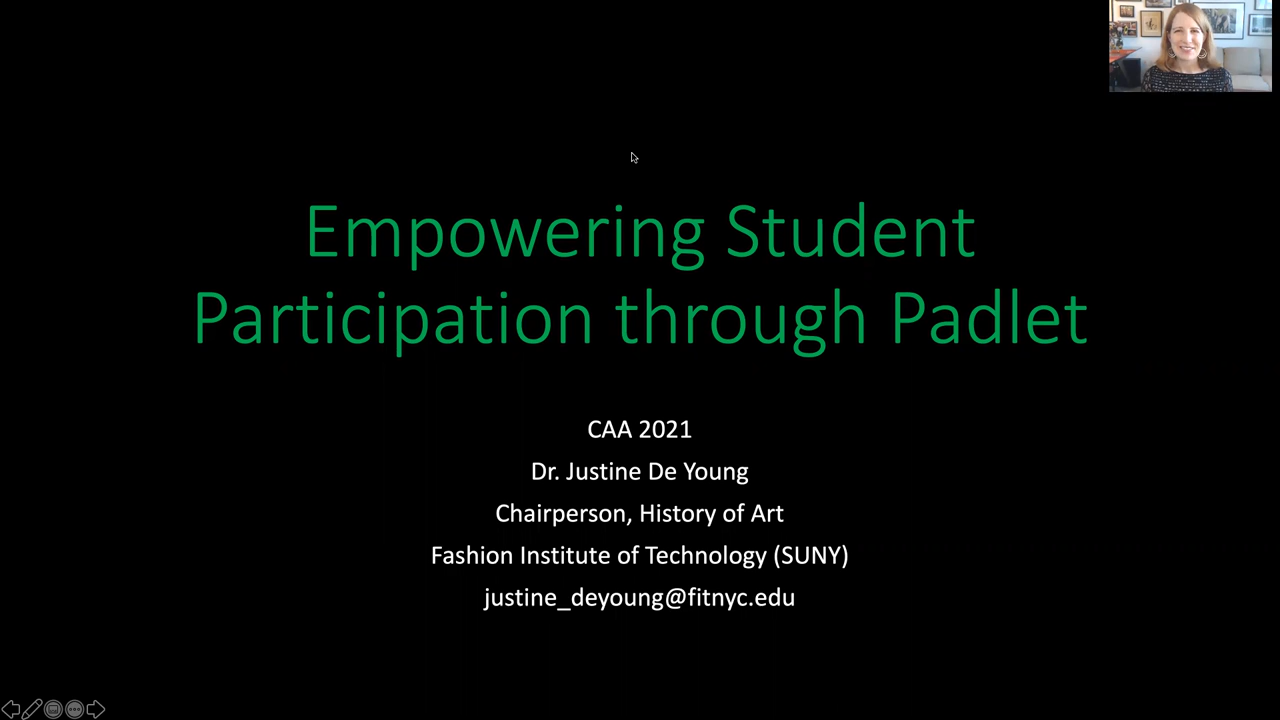 Empowering Student
Participation through Padlet
CAA 2021
Dr. Justine De Young
Chairperson, History of Art
Fashion Institute of Technology (SUNY)
justine_deyoung@fitnyc.edu